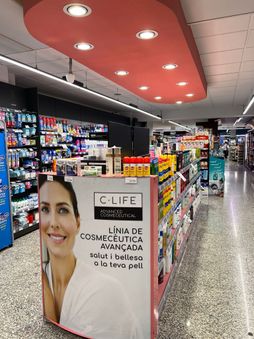 C-LIFE
ADVANCED
COSMECEUTICAL
LÍNIA DE
COSMECÈUTICA
AVANÇADA
salut i bellesa
a la teva pell